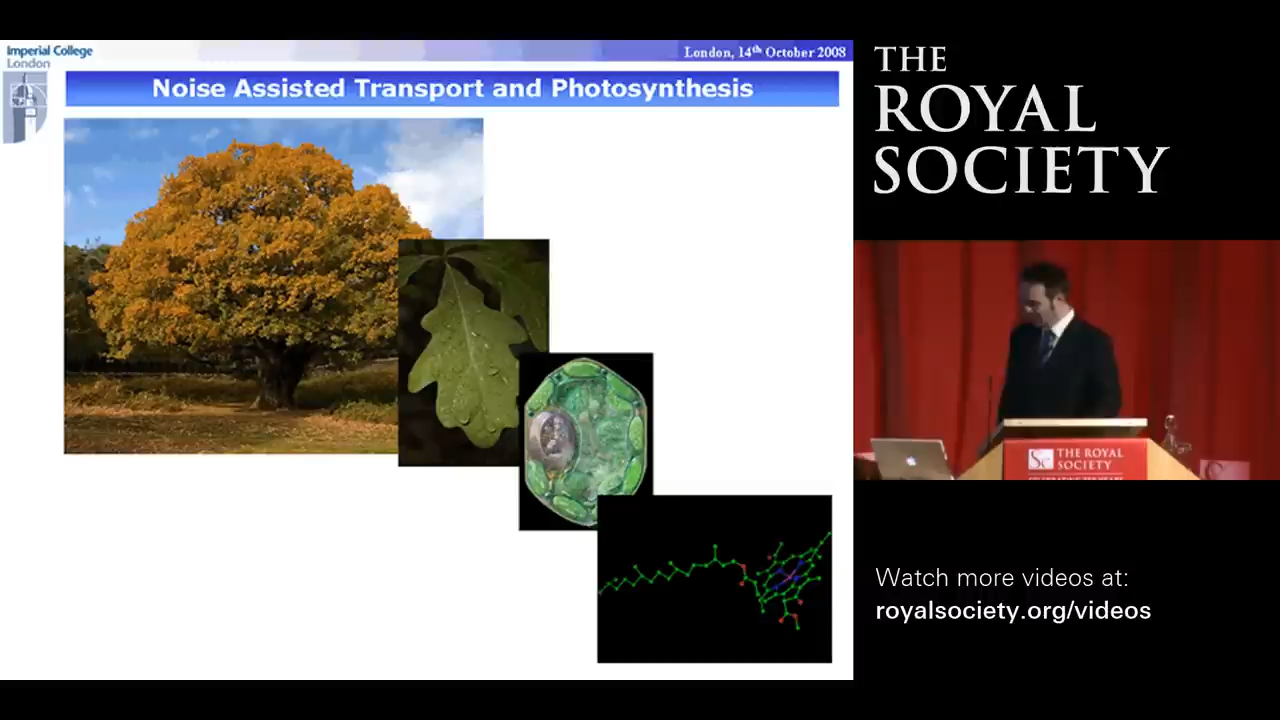 Imperial College
London
London, 14th October 2008
Noise Assisted Transport and Photosynthesis
THE
ROYAL
SOCIETY
THE ROYAL
SOCIETY
Watch more videos at:
royalsociety.org/videos